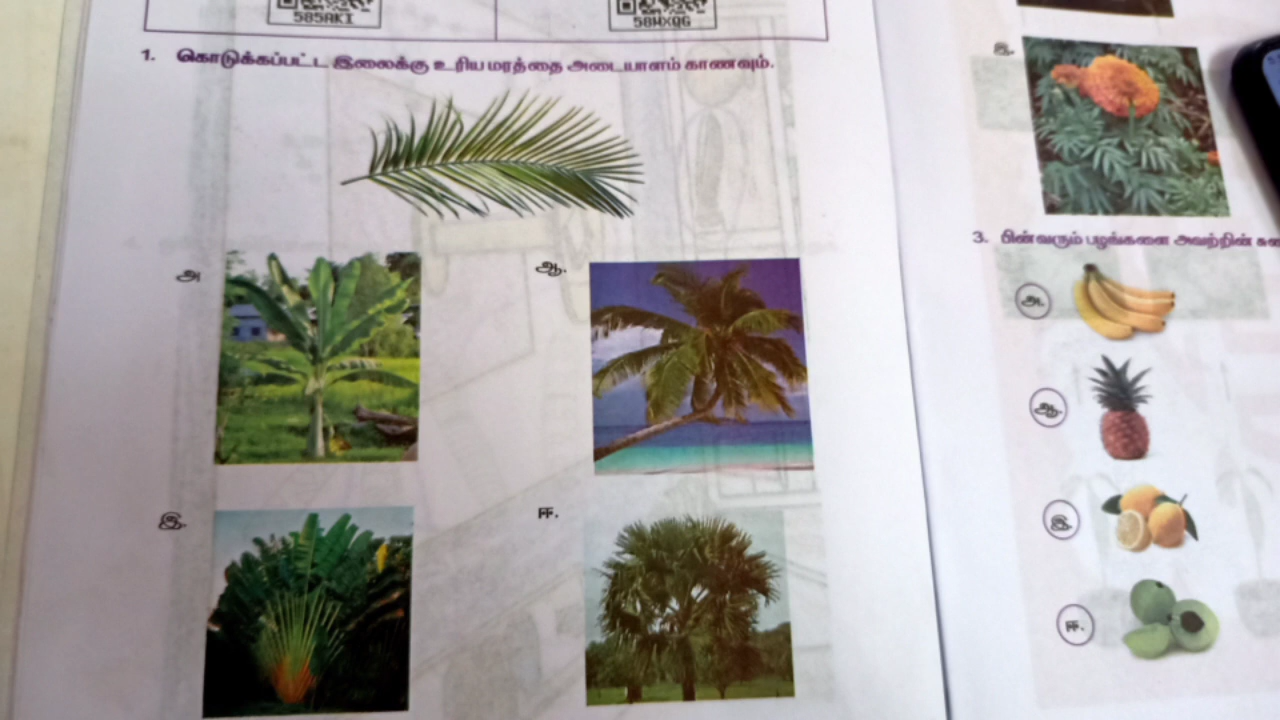 585AKI
58WXQG
1. கொடுக்கப்பட்ட இலைக்கு உரிய மரத்தை அடையாளம் காணவும்.
அ
ஆ.
இ.
ஈ.
இ.
3. பின்வரும் பழங்களை அவற்றின்
அ.
ஆ.
இ.
ஈ.